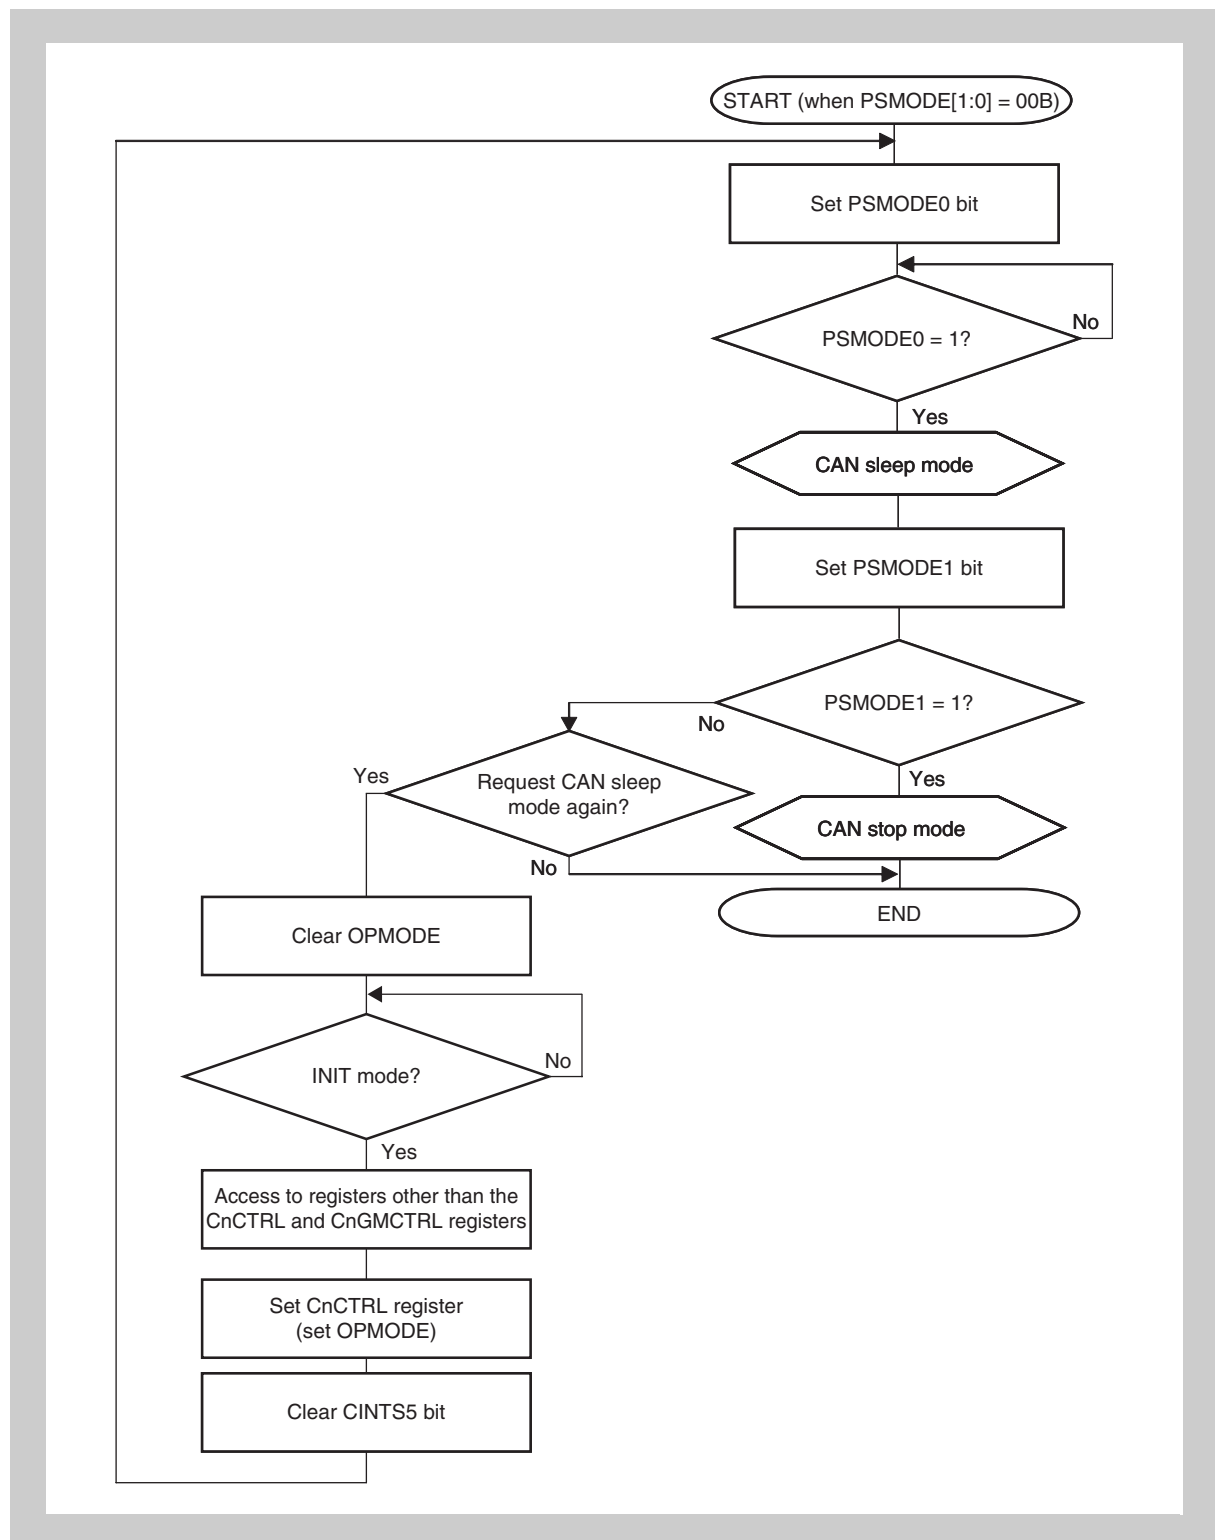 START (when PSMODE[1:0] = 00B)
Set PSMODE0 bit
PSMODE0 = 1?
No
Yes
CAN sleep mode
Set PSMODE1 bit
PSMODE1 = 1?
No
Yes
CAN stop mode
END
Request CAN sleep
mode again?
Yes
No
Clear OPMODE
INIT mode?
No
Yes
Access to registers other than the
CnCTRL and CnGMCTRL registers
Set CnCTRL register
(set OPMODE)
Clear CINTS5 bit